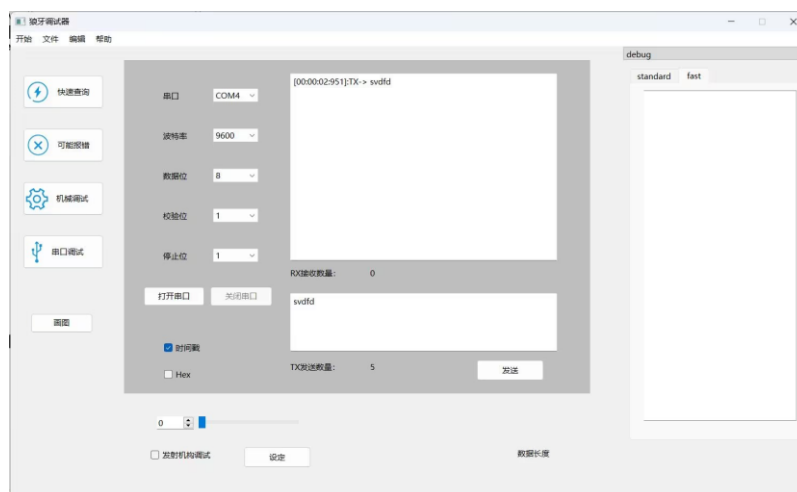 狼牙调试器
开始 文件 编辑 帮助
debug
standard fast
快速查询
可能报错
机械调试
串口调试
画图
串口 COM4
波特率 9600
数据位 8
校验位 1
停止位 1
打开串口 关闭串口
时间戳
Hex
[00:00:02:951]:TX-> svdfd
RX接收数量: 0
svdfd
TX发送数量: 5
发送
0
发射机构调试 设定
数据长度